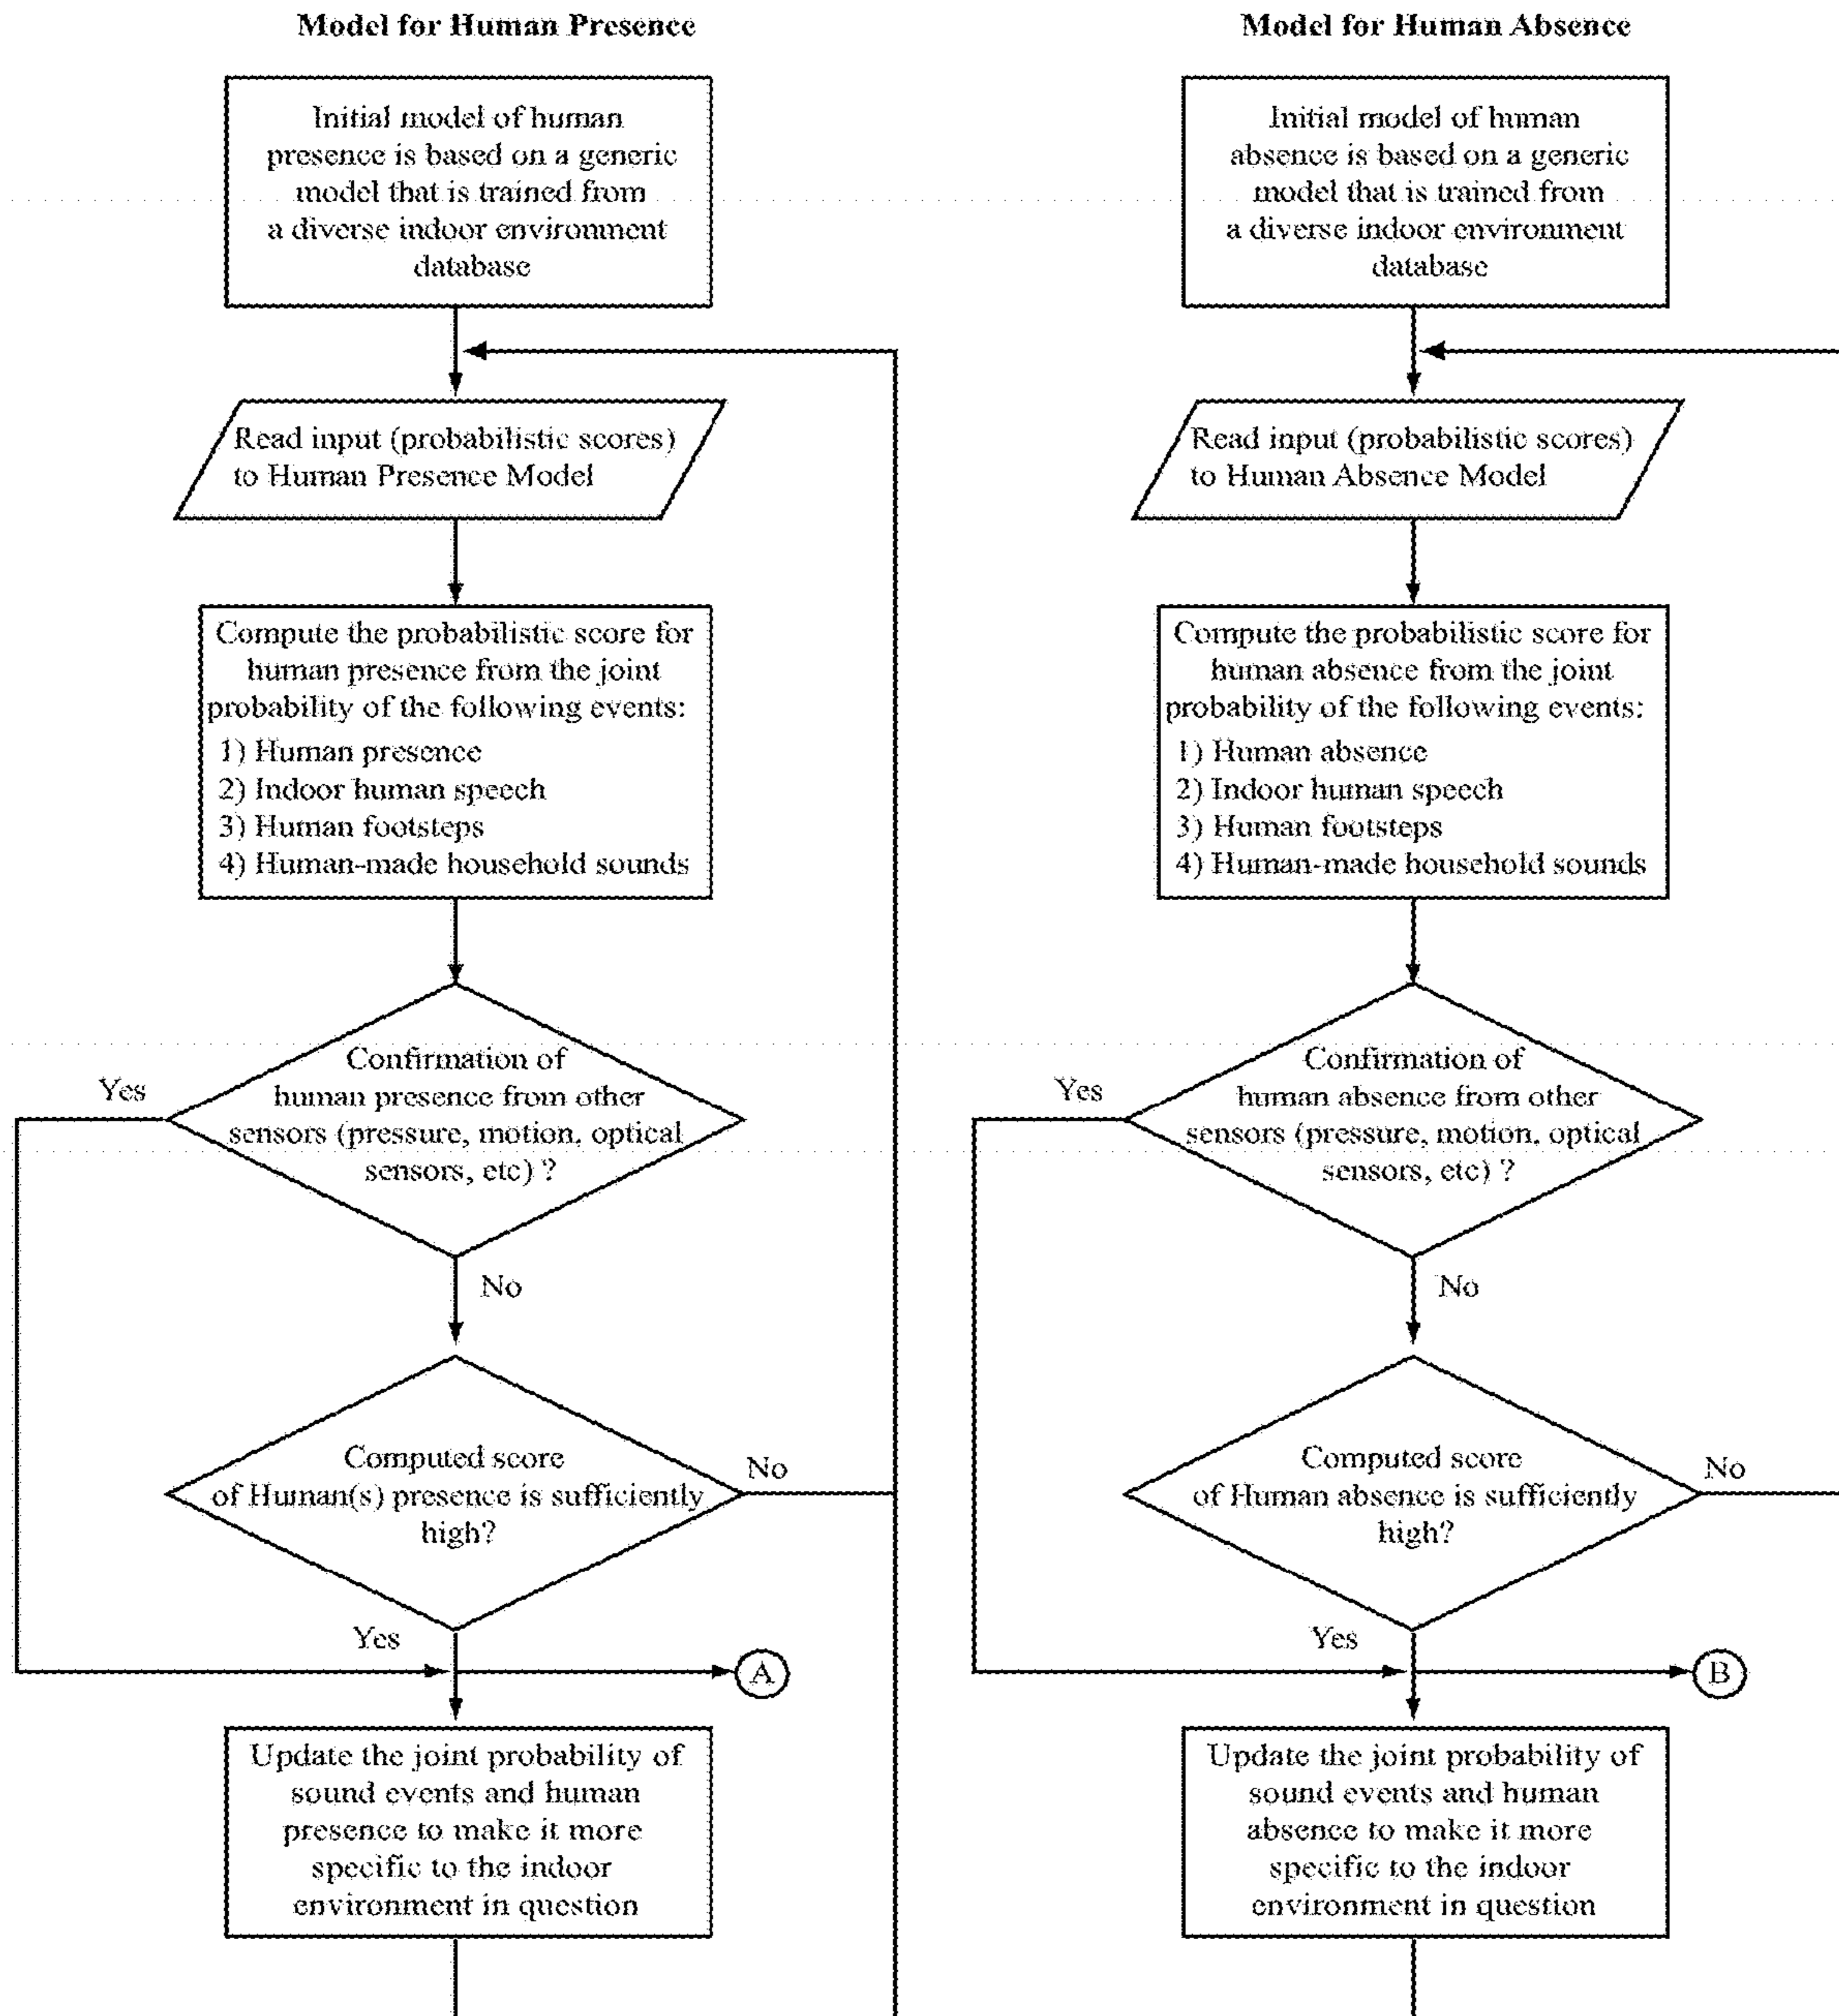 Model for Human Presence
Initial model of human
presence is based on a generic
model that is trained from
a diverse indoor environment
database
Read input (probabilistic scores)
to Human Presence Model
Compute the probabilistic score for
human presence from the joint
probability of the following events:
1) Human presence
2) Indoor human speech
3) Human footsteps
4) Human-made household sounds
Confirmation of
human presence from other
sensors (pressure, motion, optical
sensors, etc) ?
Yes
No
Computed score
of Human(s) presence is sufficiently
high?
No
Yes
A
Update the joint probability of
sound events and human
presence to make it more
specific to the indoor
environment in question
Model for Human Absence
Initial model of human
absence is based on a generic
model that is trained from
a diverse indoor environment
database
Read input (probabilistic scores)
to Human Absence Model
Compute the probabilistic score for
human absence from the joint
probability of the following events:
1) Human absence
2) Indoor human speech
3) Human footsteps
4) Human-made household sounds
Confirmation of
human absence from other
sensors (pressure, motion, optical
sensors, etc) ?
Yes
No
Computed score
of Human absence is sufficiently
high?
No
Yes
B
Update the joint probability of
sound events and human
absence to make it more
specific to the indoor
environment in question